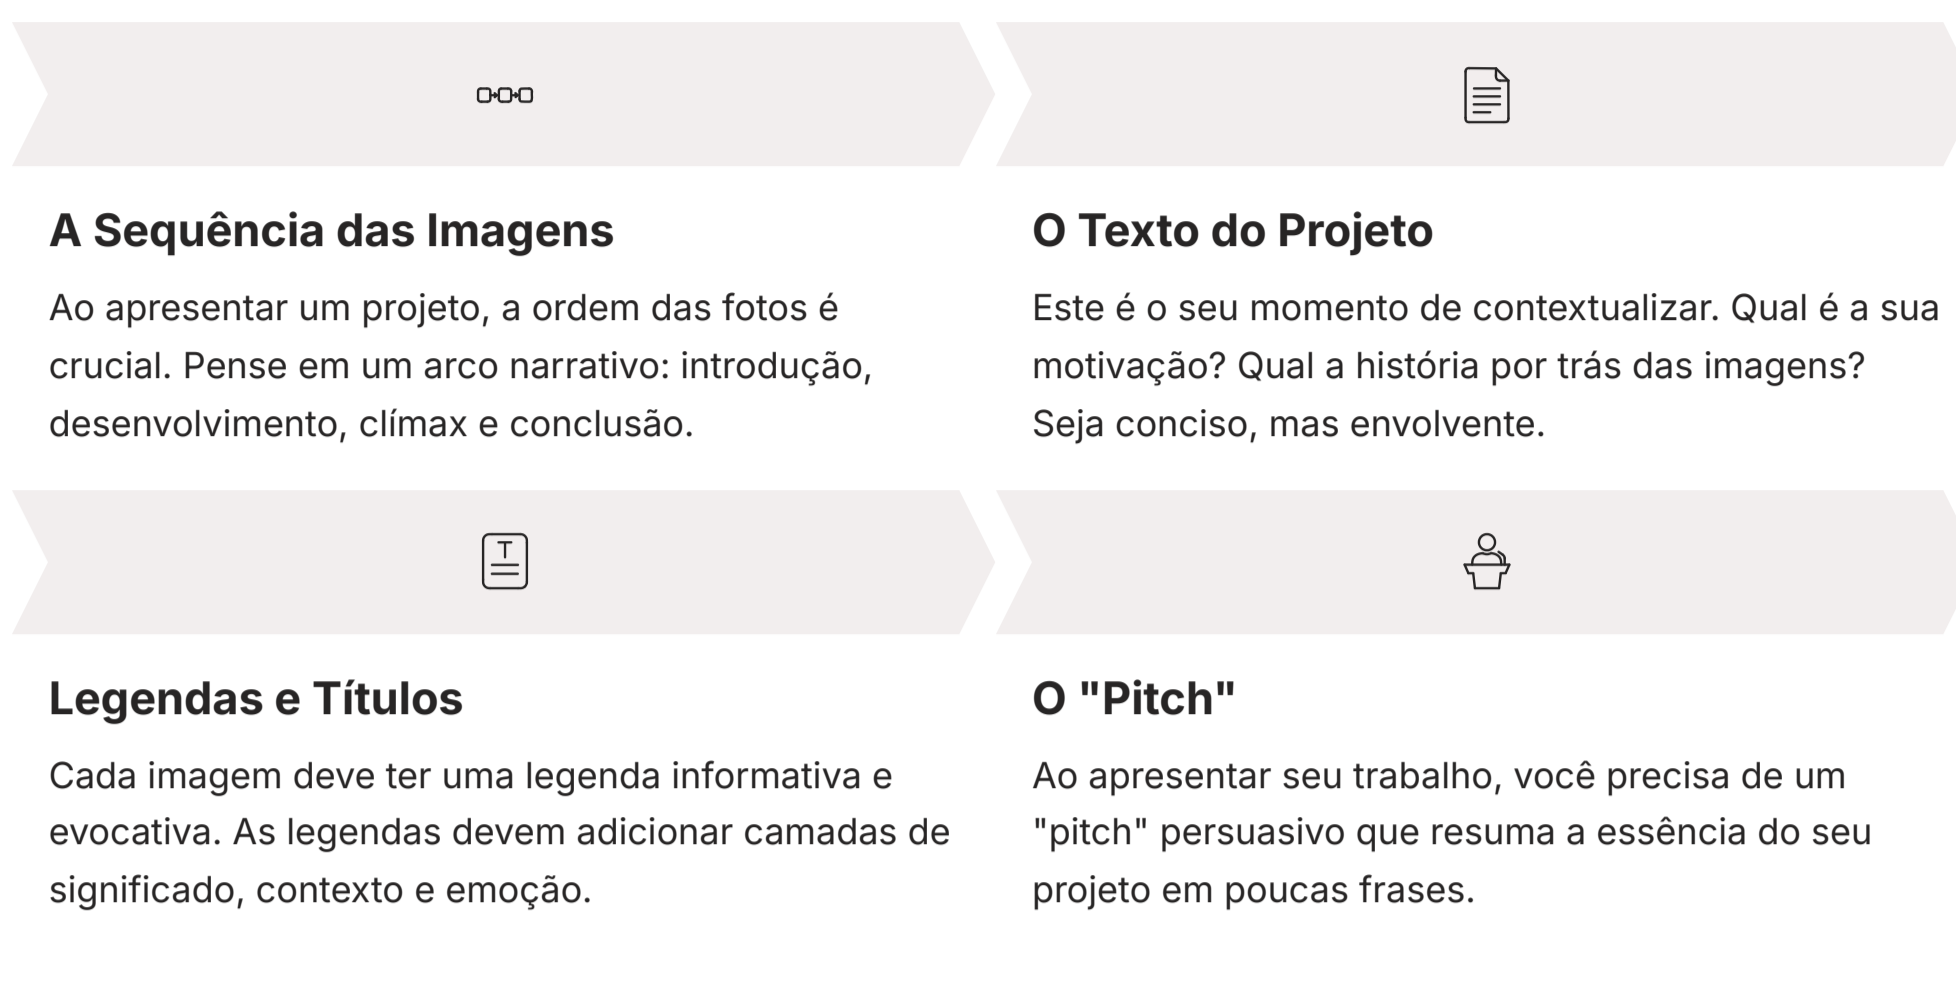 A Sequência das Imagens
Ao apresentar um projeto, a ordem das fotos é
crucial. Pense em um arco narrativo: introdução,
desenvolvimento, clímax e conclusão.
O Texto do Projeto
Este é o seu momento de contextualizar. Qual é a sua
motivação? Qual a história por trás das imagens?
Seja conciso, mas envolvente.
T
Legendas e Títulos
Cada imagem deve ter uma legenda informativa e
evocativa. As legendas devem adicionar camadas de
significado, contexto e emoção.
O "Pitch"
Ao apresentar seu trabalho, você precisa de um
"pitch" persuasivo que resuma a essência do seu
projeto em poucas frases.